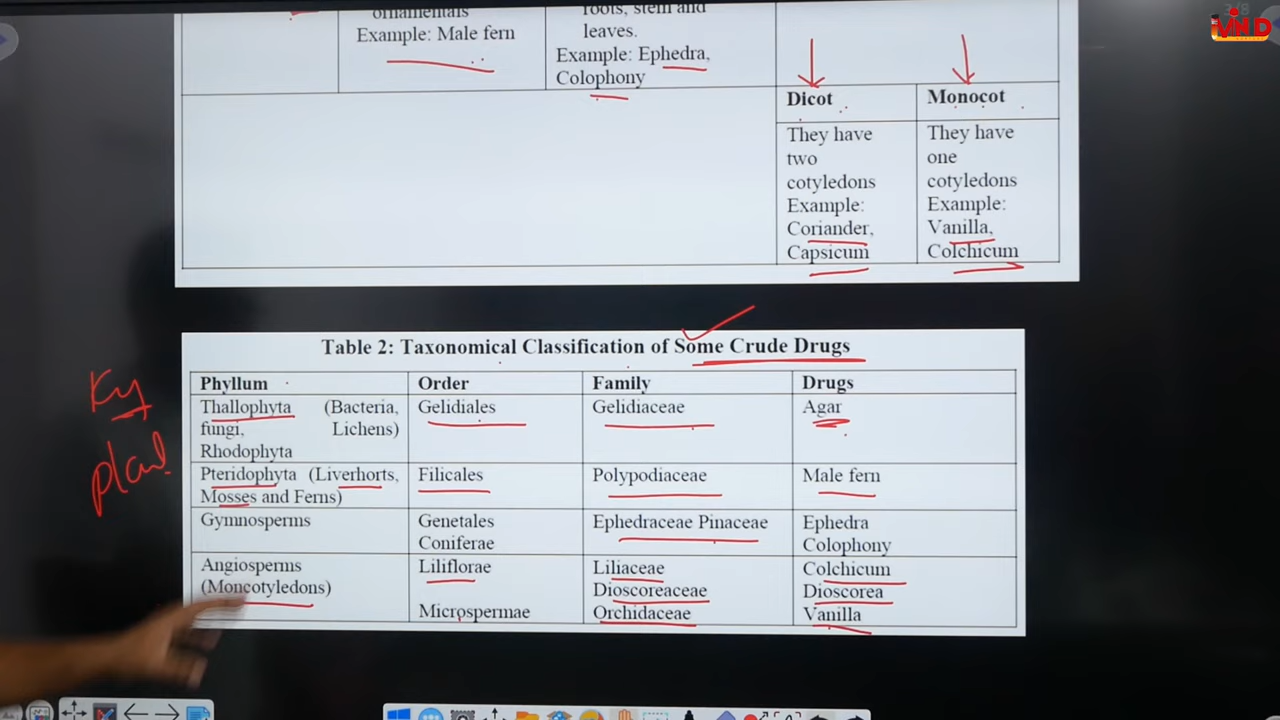 ornamentals
Example: Male fern
roots, stem and
leaves.
Example: Ephedra,
Colophony
Dicot
Monocot
They have
two
cotyledons
Example:
Coriander,
Capsicum
They have
one
cotyledons
Example:
Vanilla,
Colchicum
Table 2: Taxonomical Classification of Some Crude Drugs
Phyllum Order Family Drugs
Thallophyta (Bacteria, Gelidiales Gelidiaceae Agar
fungi, Lichens)
Rhodophyta
Pteridophyta (Liverhorts, Filicales Polypodiaceae Male fern
Mosses and Ferns)
Gymnosperms Genetales Ephedraceae Pinaceae Ephedra
Coniferae Colophony
Angiosperms Liliflorae Liliaceae Colchicum
(Moncotyledons) Dioscoreaceae Dioscorea
Microspermae Orchidaceae Vanilla
VND